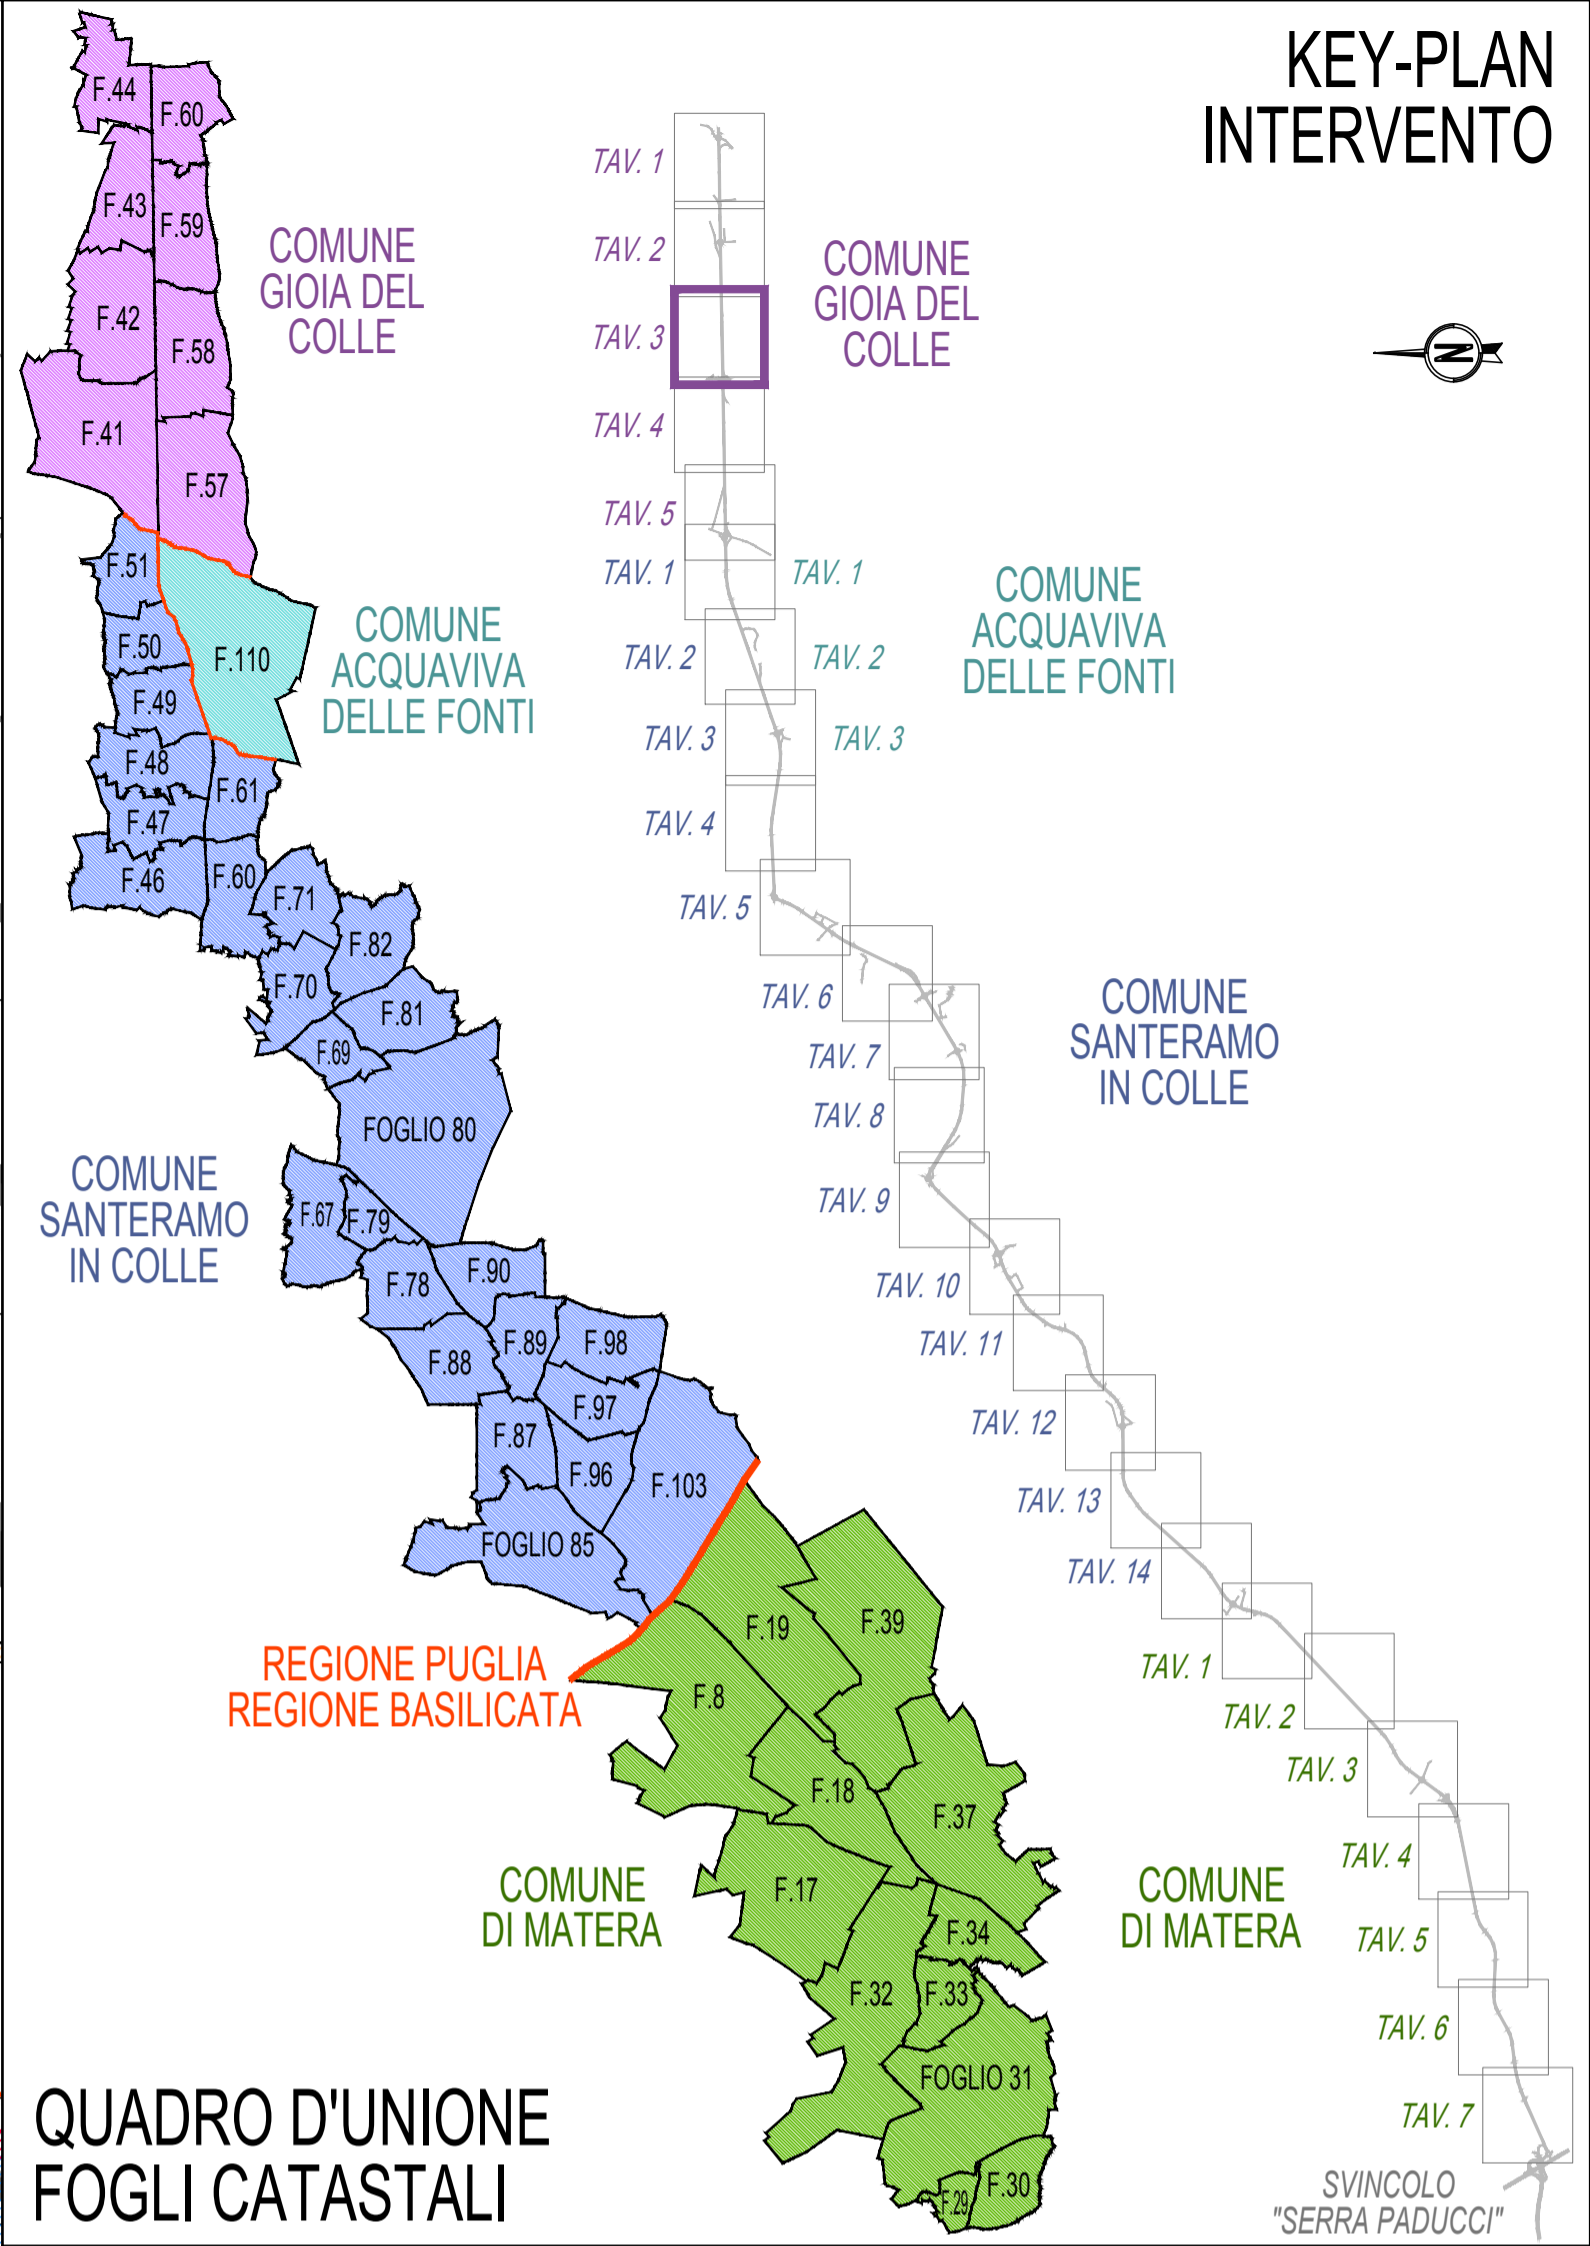 KEY-PLAN
INTERVENTO
F.44
F.60
F.43
F.59
F.42
F.58
F.41
F.57
COMUNE
GIOIA DEL
COLLE
F.51
F.50
F.110
F.49
F.48
F.61
F.47
F.46
F.60
F.71
F.82
F.70
F.81
F.69
FOGLIO 80
COMUNE
ACQUAVIVA
DELLE FONTI
COMUNE
SANTERAMO
IN COLLE
F.67
F.79
F.78
F.90
F.89
F.98
F.88
F.97
F.87
F.96
F.103
FOGLIO 85
REGIONE PUGLIA
REGIONE BASILICATA
F.19
F.39
F.8
F.18
F.37
F.17
F.34
F.32
F.33
FOGLIO 31
F.30
F.29
COMUNE
DI MATERA
TAV. 1
TAV. 2
TAV. 3
TAV. 4
TAV. 5
COMUNE
GIOIA DEL
COLLE
N
TAV. 1
TAV. 1
TAV. 2
TAV. 2
TAV. 3
TAV. 3
COMUNE
ACQUAVIVA
DELLE FONTI
TAV. 4
TAV. 5
TAV. 6
TAV. 7
TAV. 8
TAV. 9
TAV. 10
TAV. 11
TAV. 12
TAV. 13
TAV. 14
COMUNE
SANTERAMO
IN COLLE
TAV. 1
TAV. 2
TAV. 3
TAV. 4
TAV. 5
TAV. 6
TAV. 7
COMUNE
DI MATERA
SVINCOLO
"SERRA PADUCCI"
QUADRO D'UNIONE
FOGLI CATASTALI